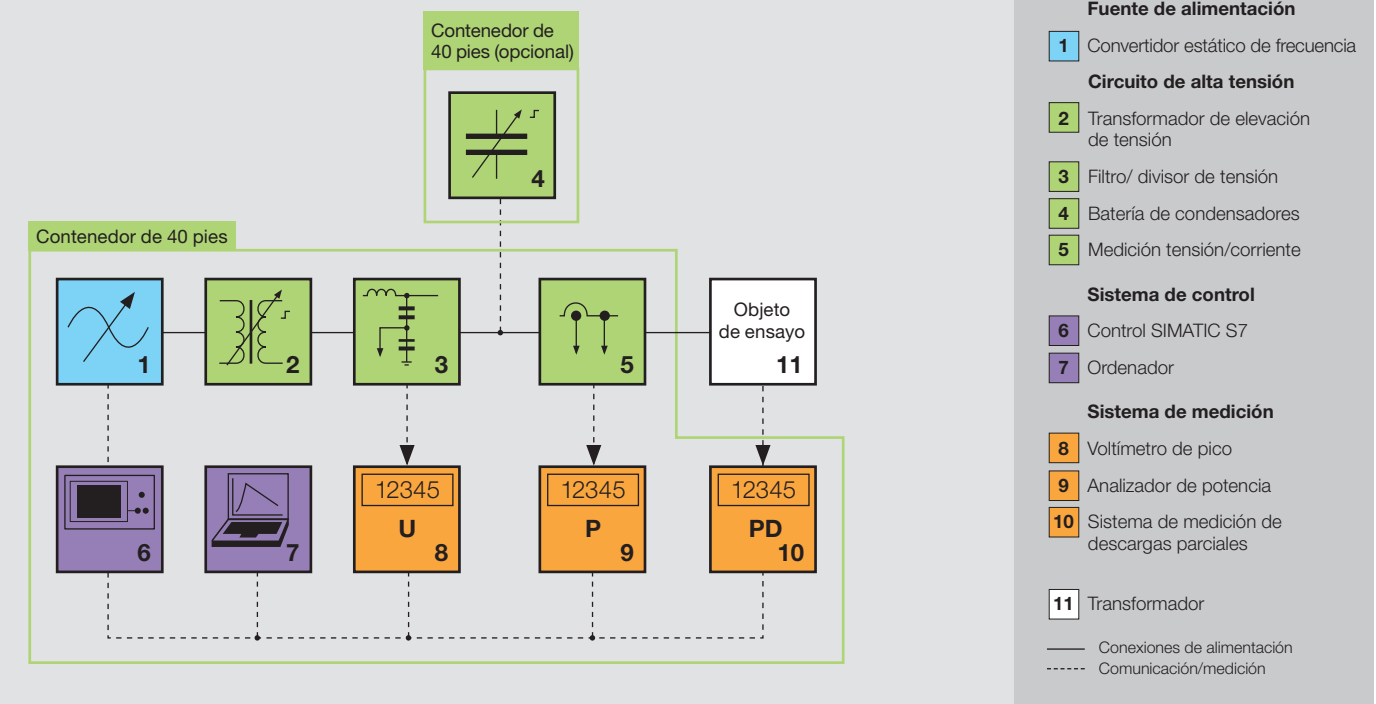 Contenedor de
40 pies (opcional)
4
Contenedor de 40 pies
1
2
3
5
Objeto
de ensayo
11
6
7
12345
U
8
12345
P
9
12345
PD
10
Fuente de alimentación
1 Convertidor estático de frecuencia
Circuito de alta tensión
2 Transformador de elevación
de tensión
3 Filtro/ divisor de tensión
4 Batería de condensadores
5 Medición tensión/corriente
Sistema de control
6 Control SIMATIC S7
7 Ordenador
Sistema de medición
8 Voltímetro de pico
9 Analizador de potencia
10 Sistema de medición de
descargas parciales
11 Transformador
Conexiones de alimentación
Comunicación/medición